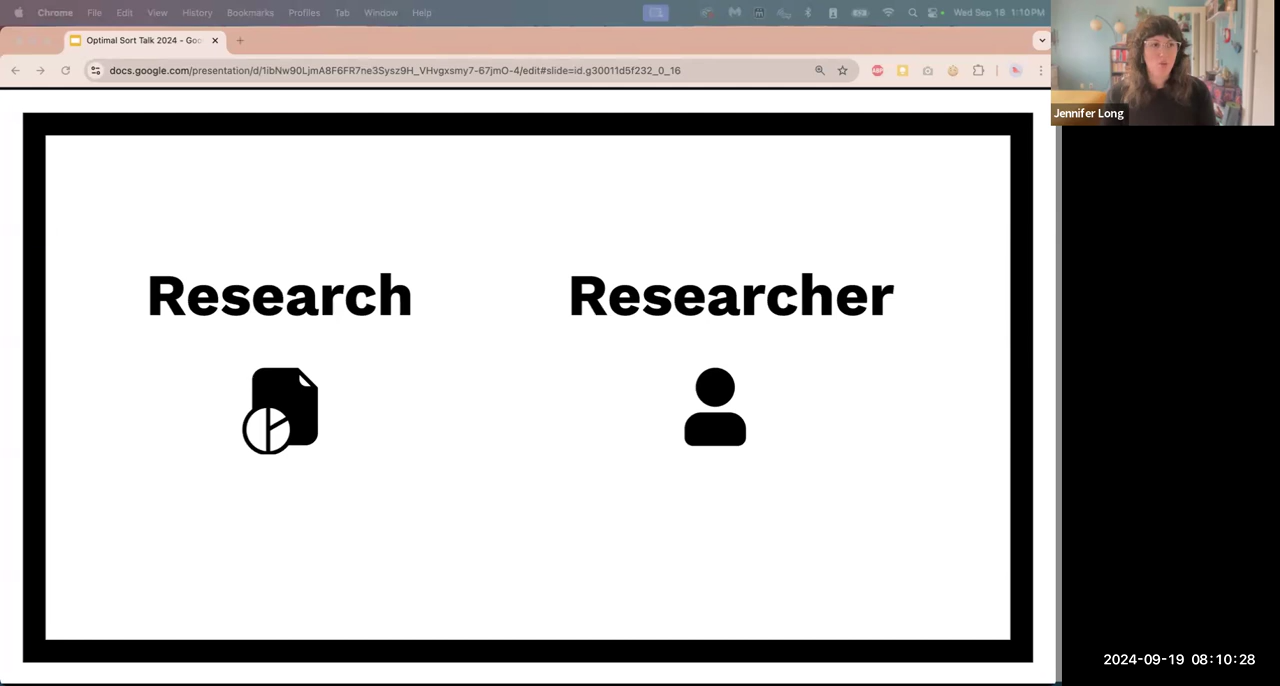 Chrome File Edit View History Bookmarks Profiles Tab Window Help Wed Sep 18 1:10PM
Optimal Sort Talk 2024 - Goo
docs.google.com/presentation/d/1ibNw90LjmA8F6FR7ne3Sysz9H_VHvgxsmy7-67jmO-4/edit#slide=id.g30011d5f232_0_16
ABP
Jennifer Long
Research Researcher
2024-09-19 08:10:28